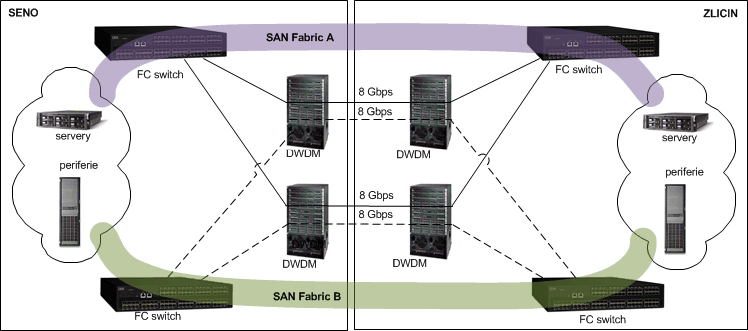 SENO
ZLICIN
SAN Fabric A
FC switch
FC switch
8 Gbps
8 Gbps
servery
servery
DWDM
DWDM
periferie
periferie
8 Gbps
8 Gbps
DWDM
DWDM
SAN Fabric B
FC switch
FC switch